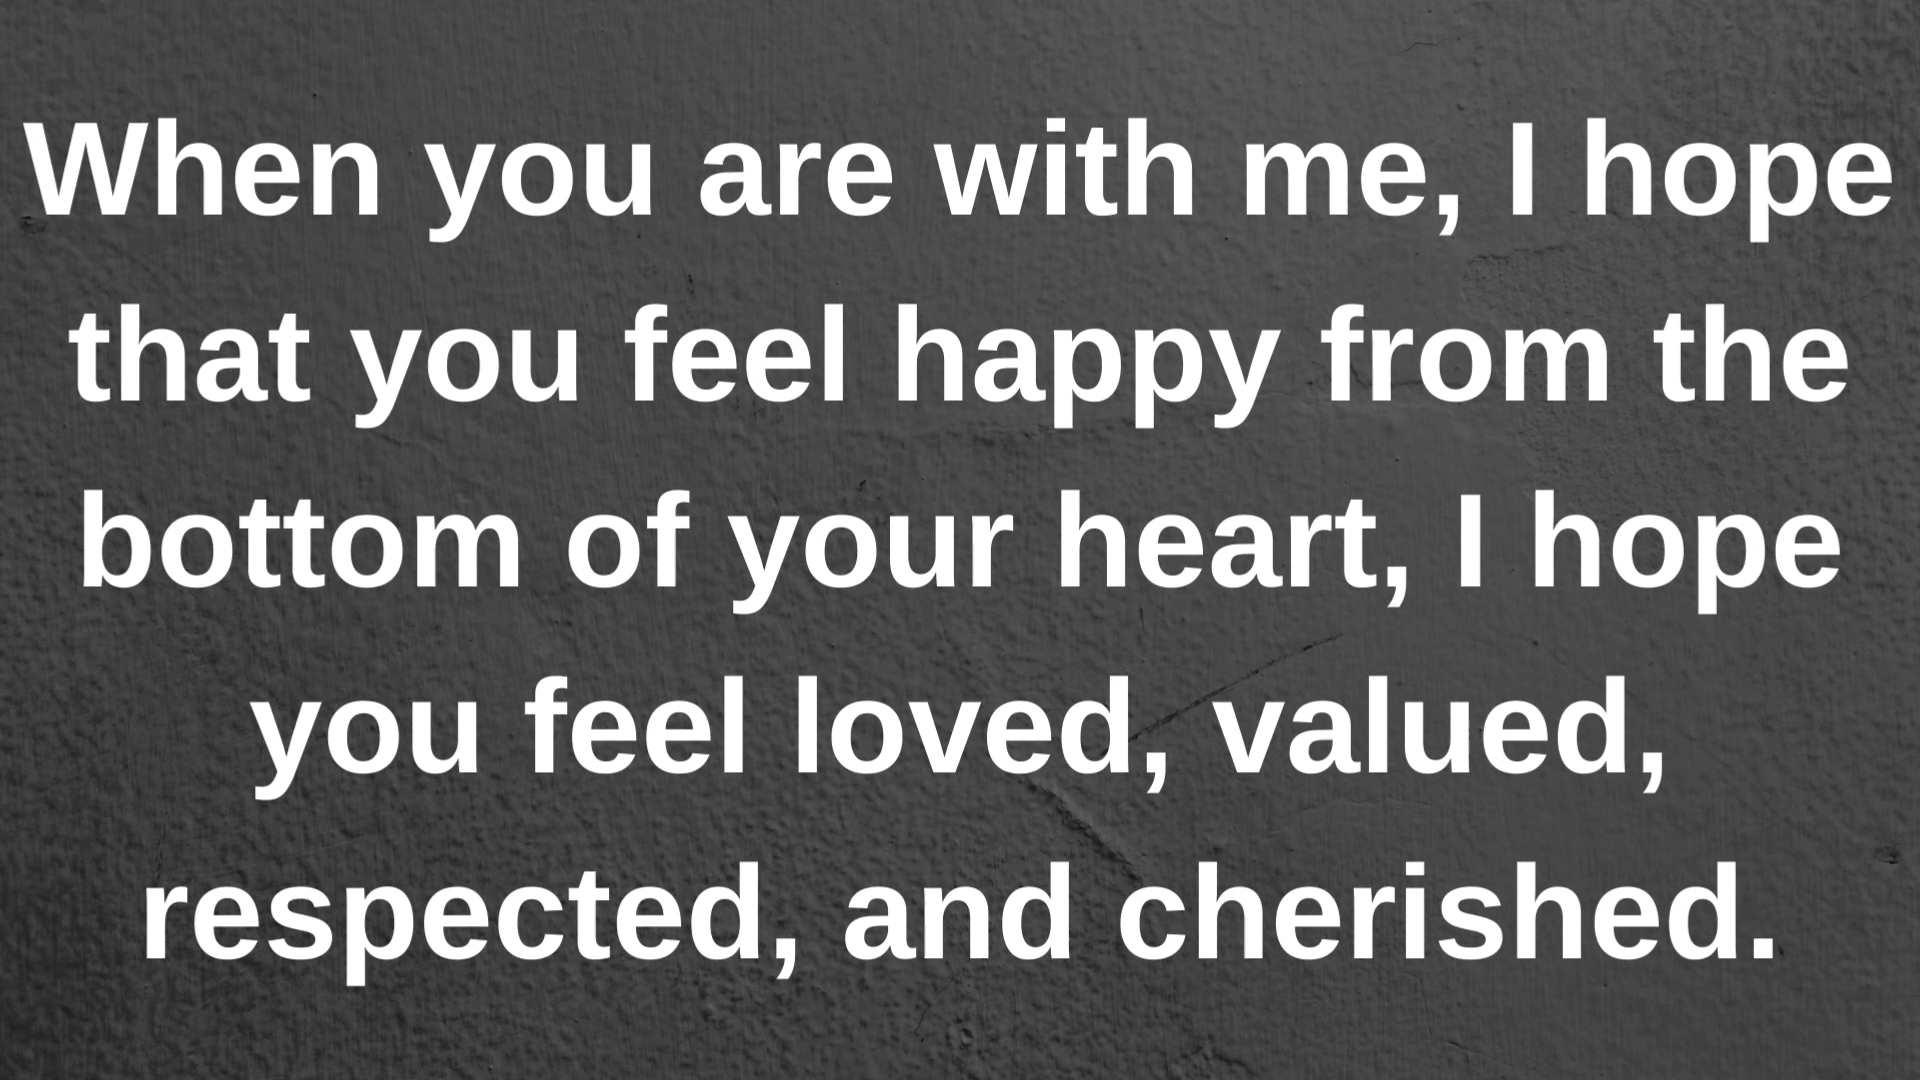 When you are with me, I hope
that you feel happy from the
bottom of your heart, I hope
you feel loved, valued,
respected, and cherished.